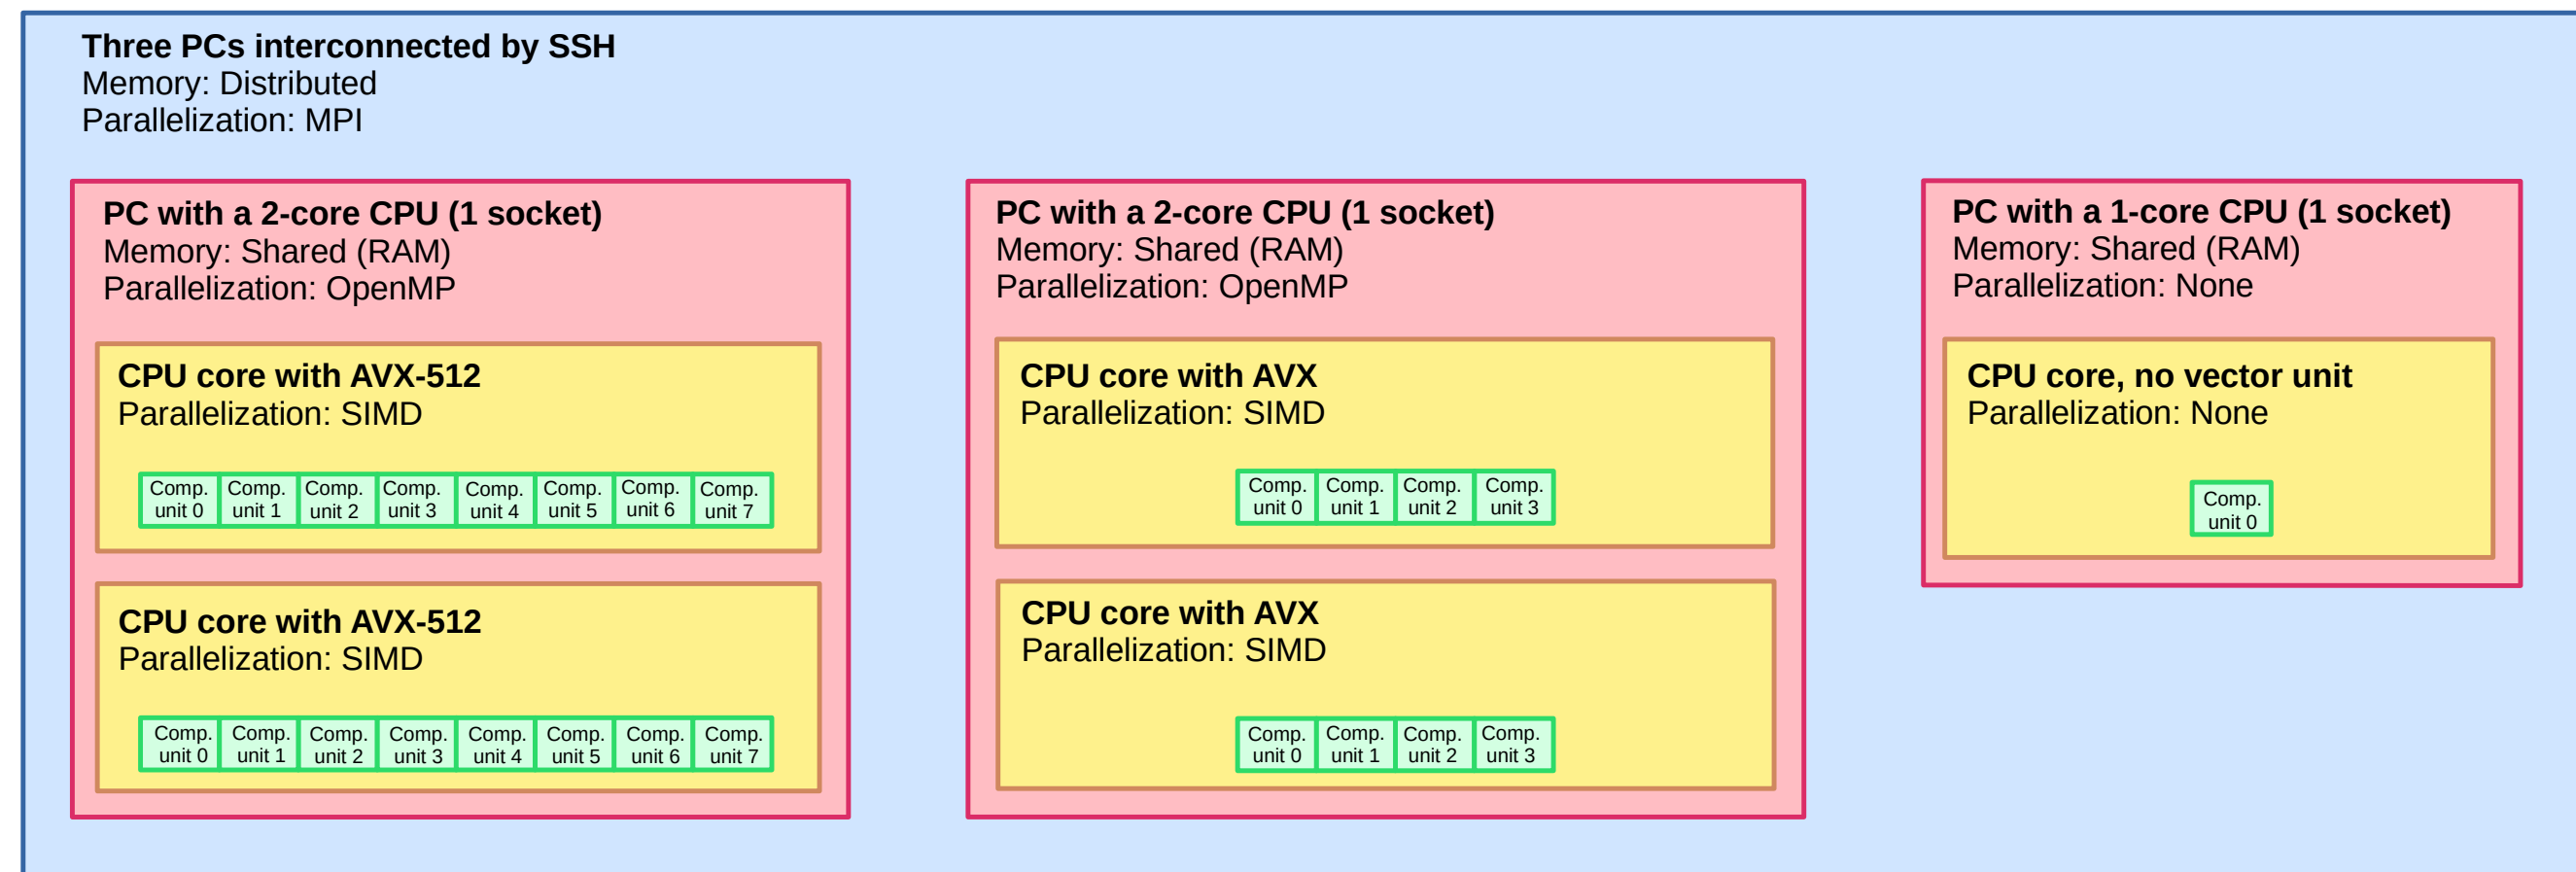 Three PCs interconnected by SSH
Memory: Distributed
Parallelization: MPI
PC with a 2-core CPU (1 socket)
Memory: Shared (RAM)
Parallelization: OpenMP
CPU core with AVX-512
Parallelization: SIMD
Comp. unit 0
Comp. unit 1
Comp. unit 2
Comp. unit 3
Comp. unit 4
Comp. unit 5
Comp. unit 6
Comp. unit 7
CPU core with AVX-512
Parallelization: SIMD
Comp. unit 0
Comp. unit 1
Comp. unit 2
Comp. unit 3
Comp. unit 4
Comp. unit 5
Comp. unit 6
Comp. unit 7
PC with a 2-core CPU (1 socket)
Memory: Shared (RAM)
Parallelization: OpenMP
CPU core with AVX
Parallelization: SIMD
Comp. unit 0
Comp. unit 1
Comp. unit 2
Comp. unit 3
CPU core with AVX
Parallelization: SIMD
Comp. unit 0
Comp. unit 1
Comp. unit 2
Comp. unit 3
PC with a 1-core CPU (1 socket)
Memory: Shared (RAM)
Parallelization: None
CPU core, no vector unit
Parallelization: None
Comp. unit 0